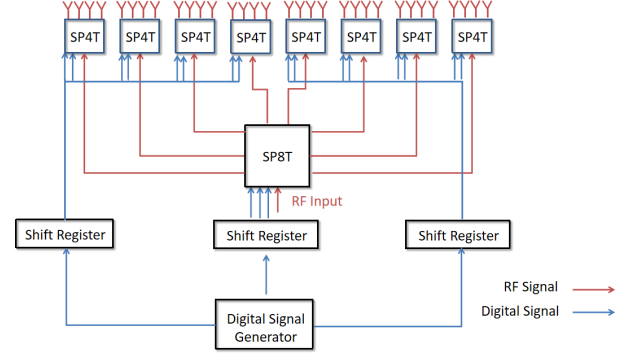 SP4T SP4T SP4T SP4T SP4T SP4T SP4T SP4T
SP8T
RF Input
Shift Register Shift Register Shift Register
RF Signal
Digital Signal
Digital Signal
Generator